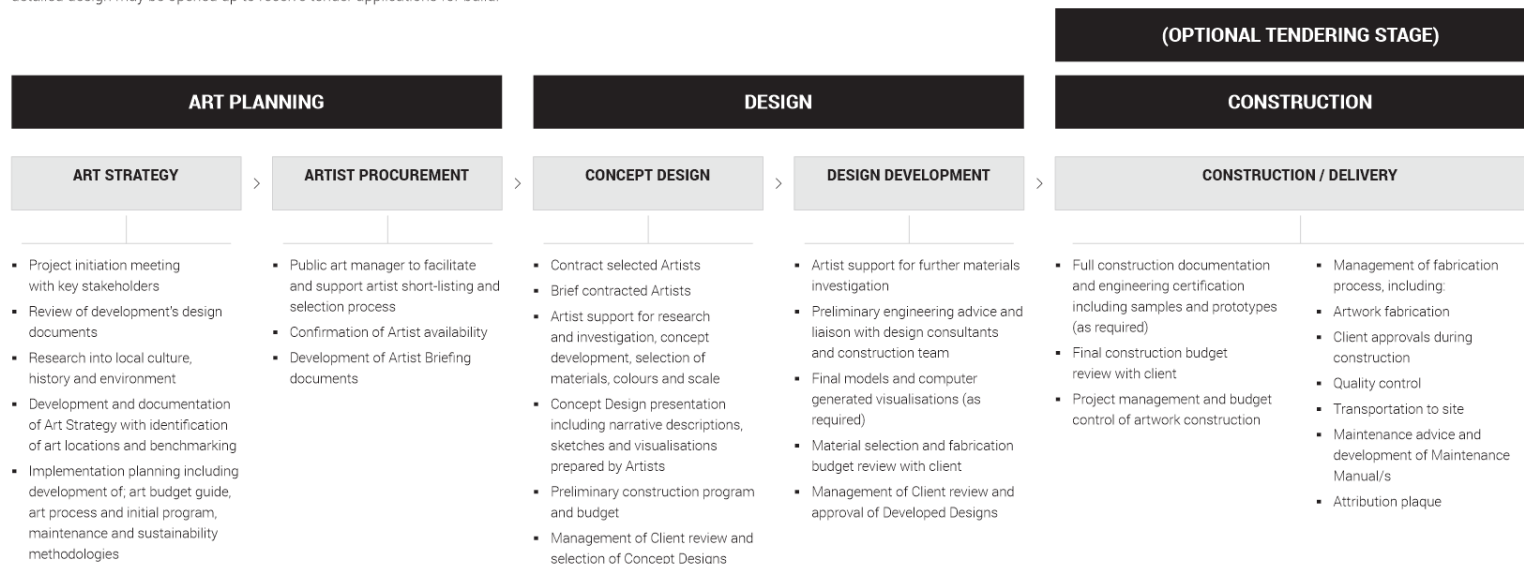 (OPTIONAL TENDERING STAGE)
ART PLANNING
DESIGN
CONSTRUCTION
ART STRATEGY
>
ARTIST PROCUREMENT
>
CONCEPT DESIGN
>
DESIGN DEVELOPMENT
>
CONSTRUCTION / DELIVERY
▪ Project initiation meeting
with key stakeholders
▪ Review of development's design
documents
▪ Research into local culture,
history and environment
▪ Development and documentation
of Art Strategy with identification
of art locations and benchmarking
▪ Implementation planning including
development of; art budget guide,
art process and initial program,
maintenance and sustainability
methodologies
▪ Public art manager to facilitate
and support artist short-listing and
selection process
▪ Confirmation of Artist availability
▪ Development of Artist Briefing
documents
▪ Contract selected Artists
▪ Brief contracted Artists
▪ Artist support for research
and investigation, concept
development, selection of
materials, colours and scale
▪ Concept Design presentation
including narrative descriptions,
sketches and visualisations
prepared by Artists
▪ Preliminary construction program
and budget
▪ Management of Client review and
selection of Concept Designs
▪ Artist support for further materials
investigation
▪ Preliminary engineering advice and
liaison with design consultants
and construction team
▪ Final models and computer
generated visualisations (as
required)
▪ Material selection and fabrication
budget review with client
▪ Management of Client review and
approval of Developed Designs
▪ Full construction documentation
and engineering certification
including samples and prototypes
(as required)
▪ Final construction budget
review with client
▪ Project management and budget
control of artwork construction
▪ Management of fabrication
process, including:
▪ Artwork fabrication
▪ Client approvals during
construction
▪ Quality control
▪ Transportation to site
▪ Maintenance advice and
development of Maintenance
Manual/s
▪ Attribution plaque